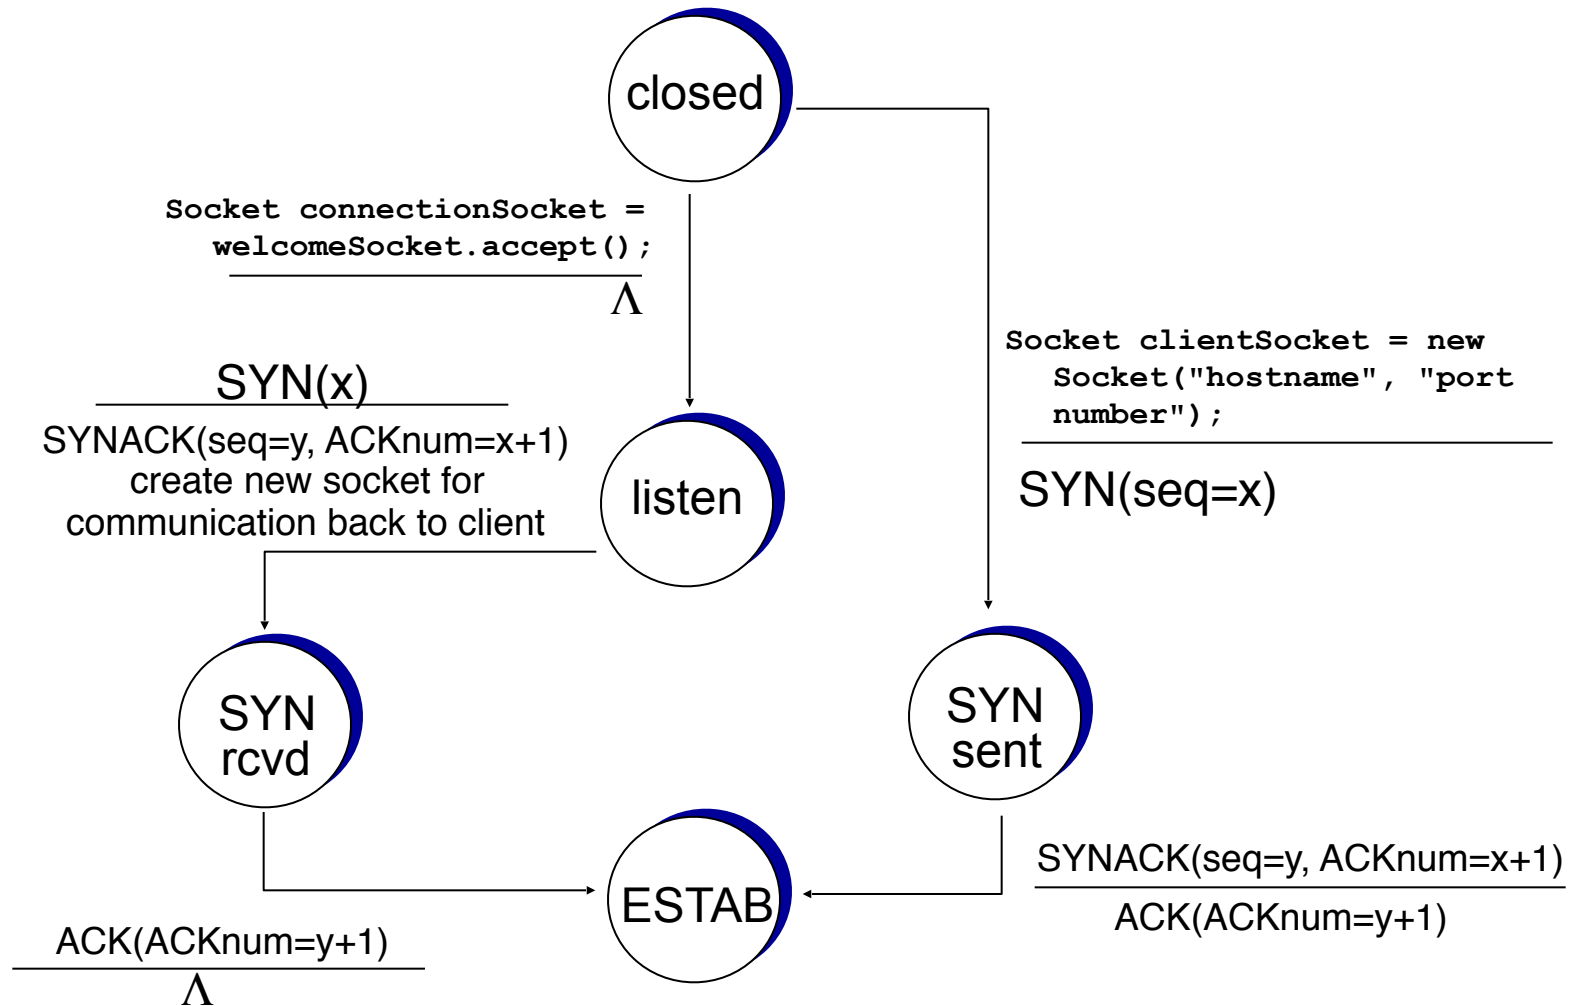 closed
Socket connectionSocket =
welcomeSocket.accept();
Λ
Socket clientSocket = new
Socket("hostname", "port
number");
SYN(seq=x)
SYN(x)
SYNACK(seq=y, ACKnum=x+1)
create new socket for
communication back to client
listen
SYN
rcvd
SYN
sent
ESTAB
SYNACK(seq=y, ACKnum=x+1)
ACK(ACKnum=y+1)
ACK(ACKnum=y+1)
Λ